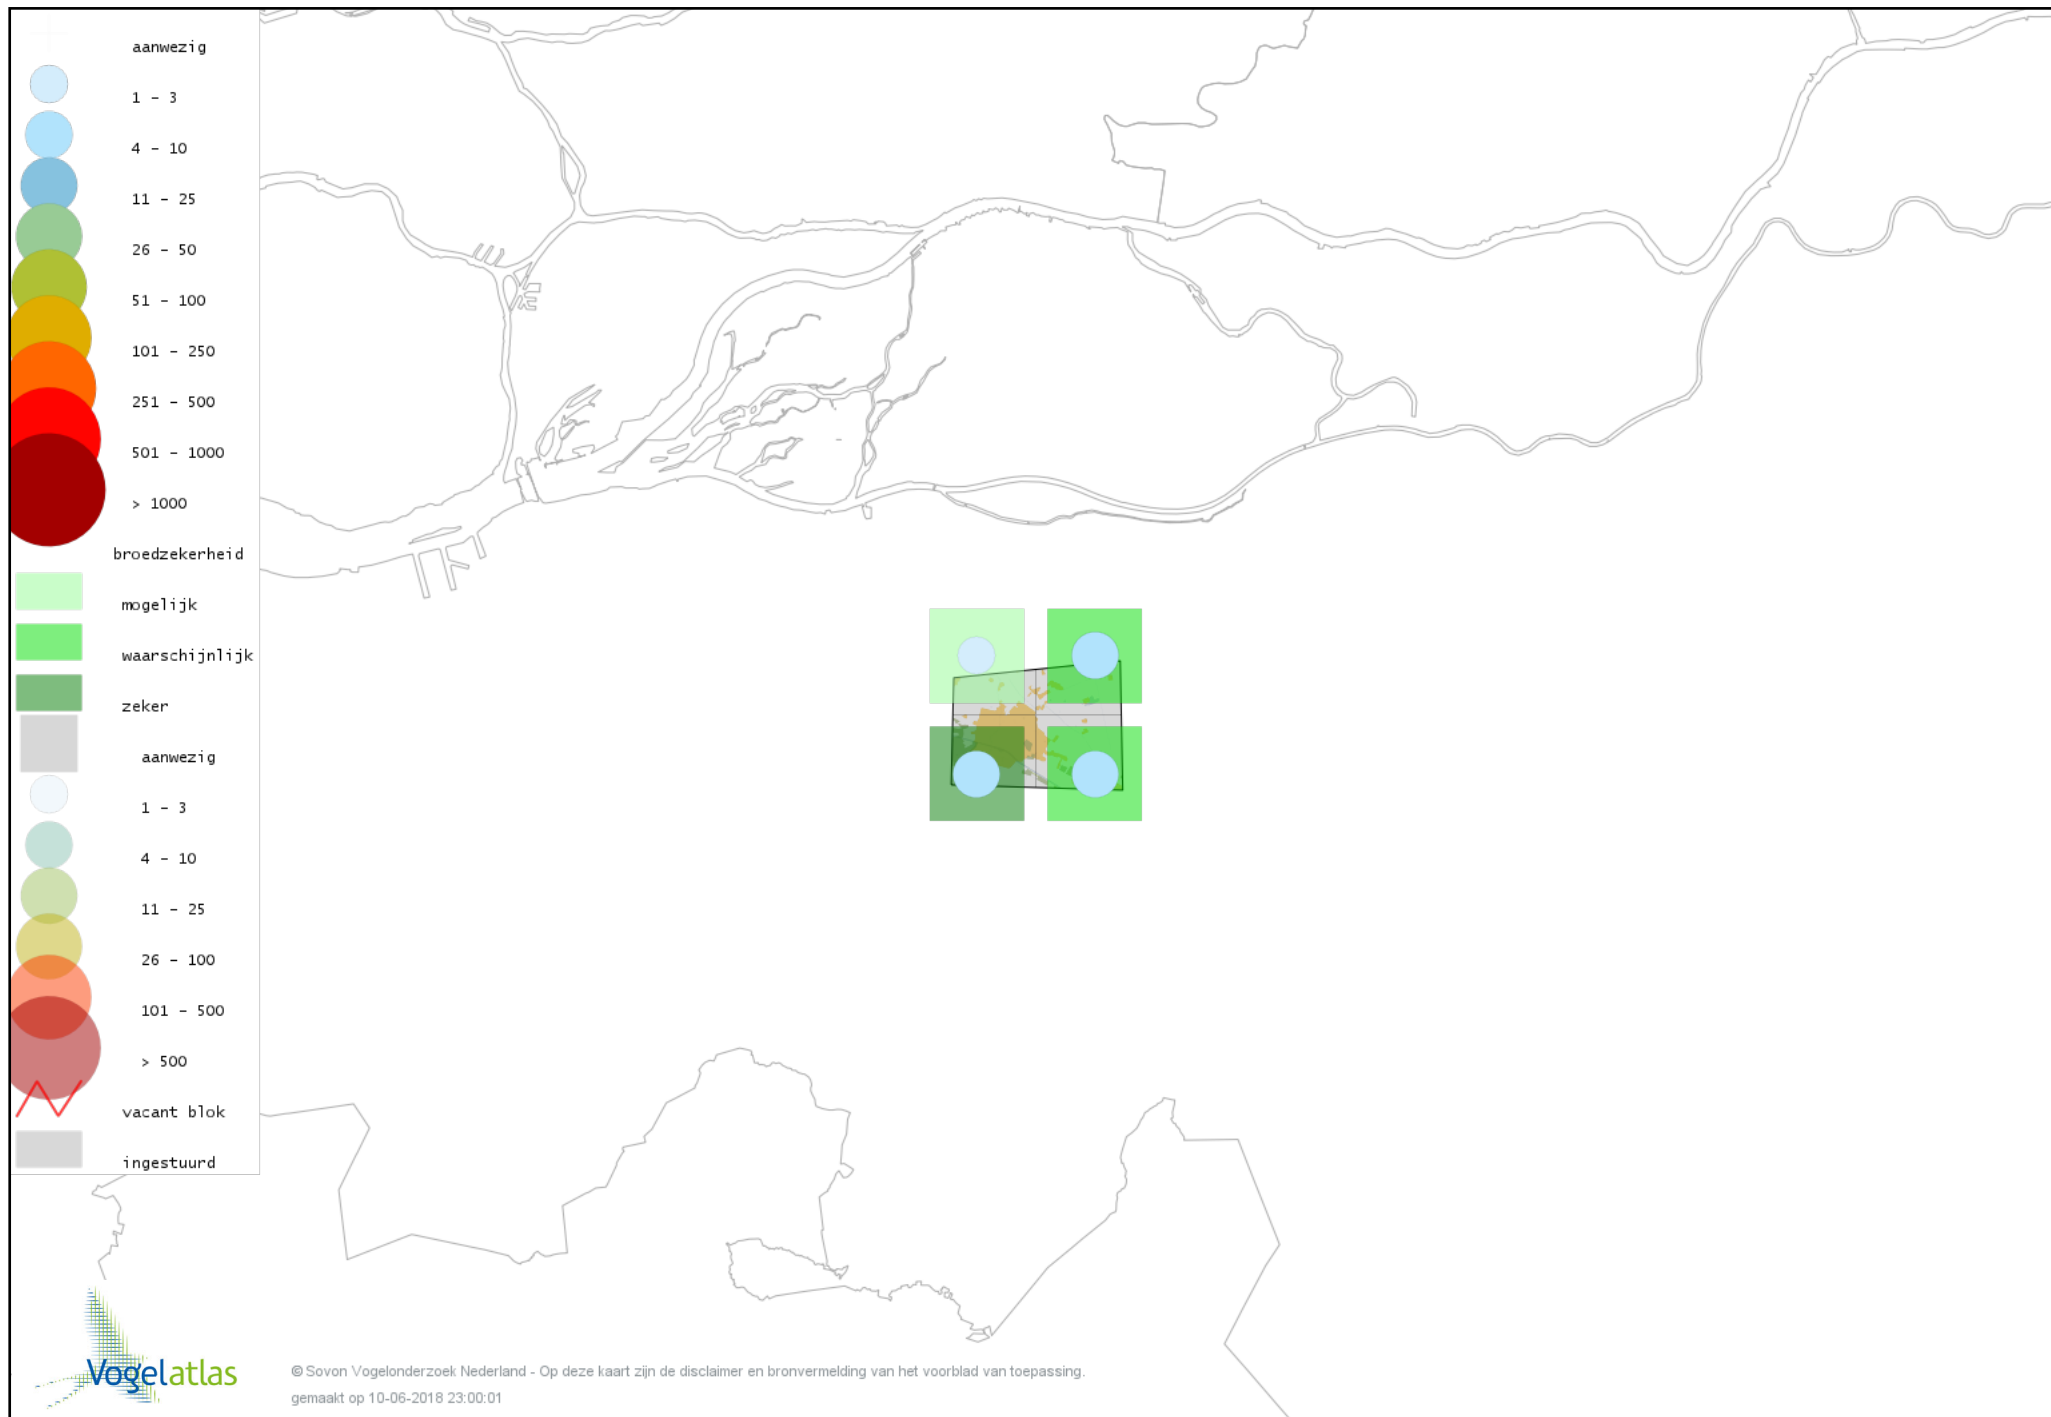 aanwezig
1 - 3
4 - 10
11 - 25
26 - 50
51 - 100
101 - 250
251 - 500
501 - 1000
> 1000
broedzekerheid
mogelijk
waarschijnlijk
zeker
aanwezig
1 - 3
4 - 10
11 - 25
26 - 100
101 - 500
> 500
vacant blok
ingestuurd
Vogelatlas
© Sovon Vogelonderzoek Nederland - Op deze kaart zijn de disclaimer en bronvermelding van het voorblad van toepassing.
gemaakt op 10-06-2018 23:00:01